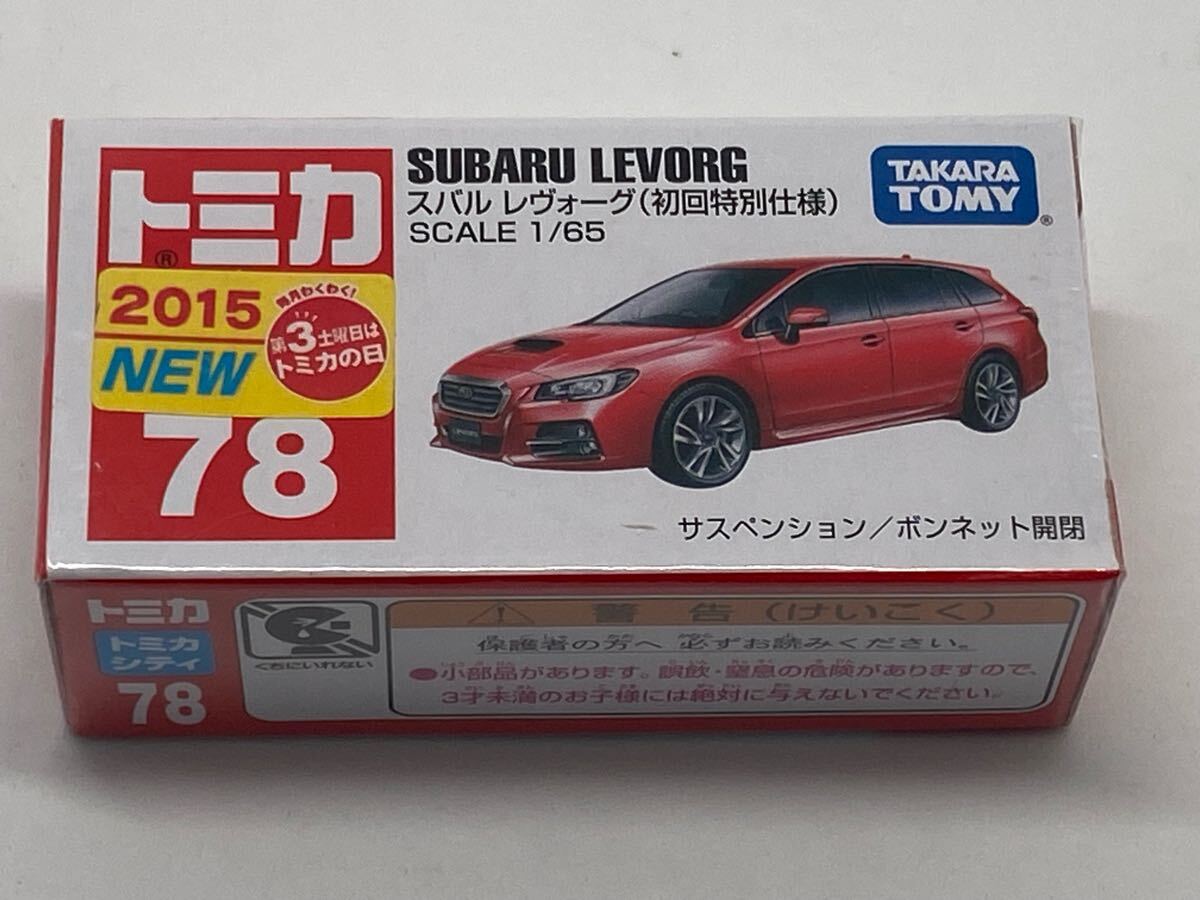 トミカ
®
2015
NEW
毎月わくわく!
第3土曜日は
トミカの日
78
SUBARU LEVORG
スバル レヴォーグ(初回特別仕様)
SCALE 1/65
TAKARA
TOMY
®
LEVORG
サスペンション/ボンネット開閉
トミカ
トミカ
シティ
78
くちにいれない
警告(けいこく)
保護者の方へ 必ずお読みください。
●小部品があります。誤飲・窒息の危険がありますので、
3才未満のお子様には絶対に与えないでください。